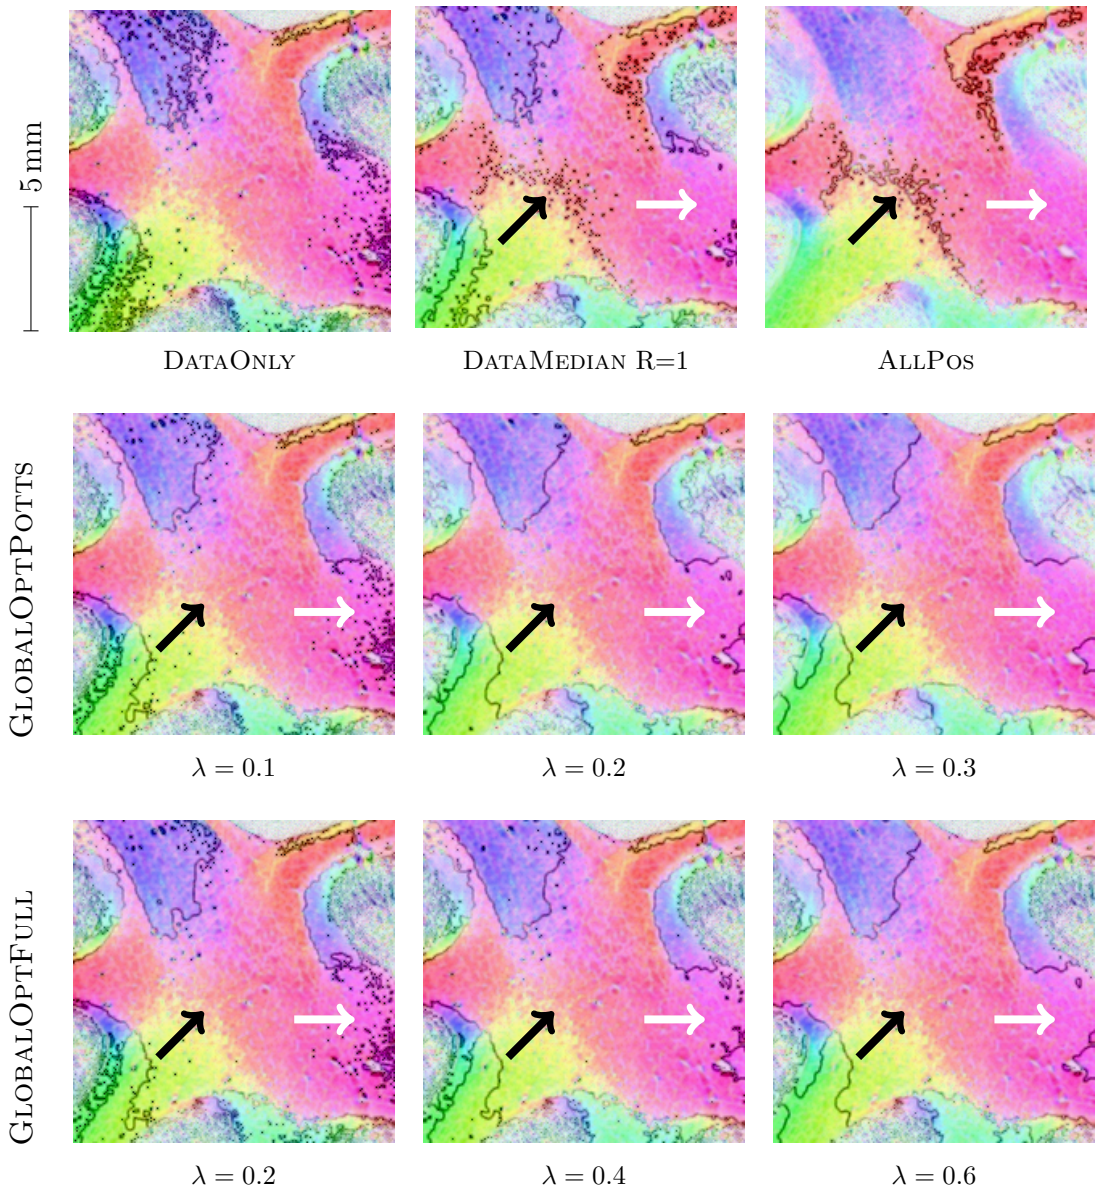 5 mm
DATAONLY
DATAMEDIAN R=1
ALLPOS
GLOBALOPTPOTTS
λ = 0.1
λ = 0.2
λ = 0.3
GLOBALOPTFULL
λ = 0.2
λ = 0.4
λ = 0.6